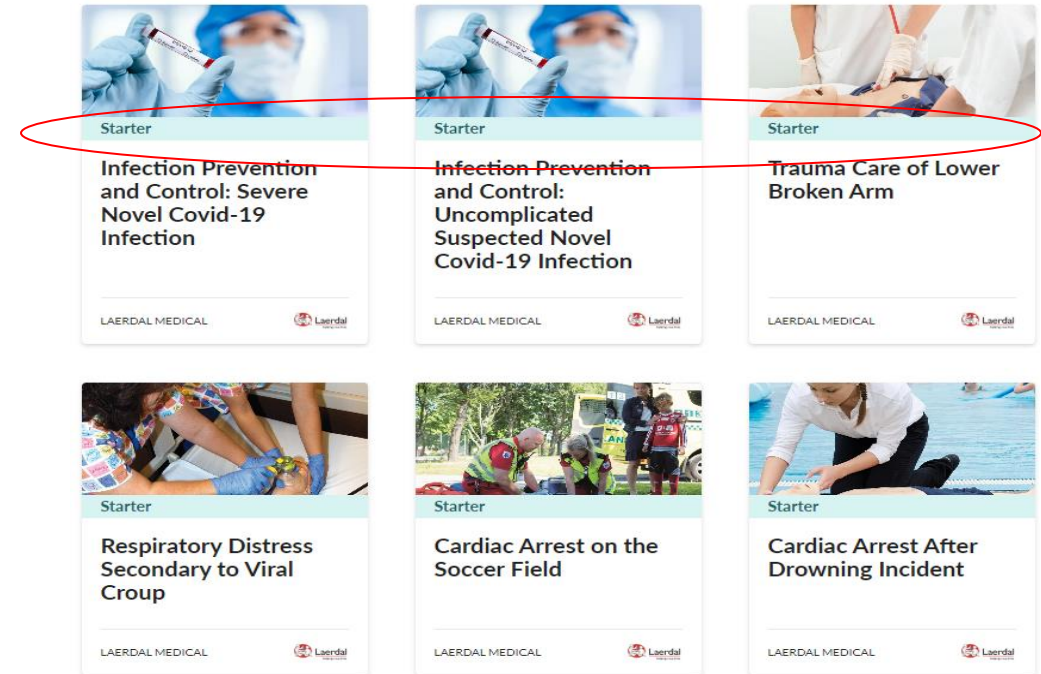 Starter
Infection Prevention
and Control: Severe
Novel Covid-19
Infection
LAERDAL MEDICAL
Laerdal
Starter
Infection Prevention
and Control:
Uncomplicated
Suspected Novel
Covid-19 Infection
LAERDAL MEDICAL
Laerdal
Starter
Trauma Care of Lower
Broken Arm
LAERDAL MEDICAL
Laerdal
Starter
Respiratory Distress
Secondary to Viral
Croup
LAERDAL MEDICAL
Laerdal
Starter
Cardiac Arrest on the
Soccer Field
LAERDAL MEDICAL
Laerdal
Starter
Cardiac Arrest After
Drowning Incident
LAERDAL MEDICAL
Laerdal